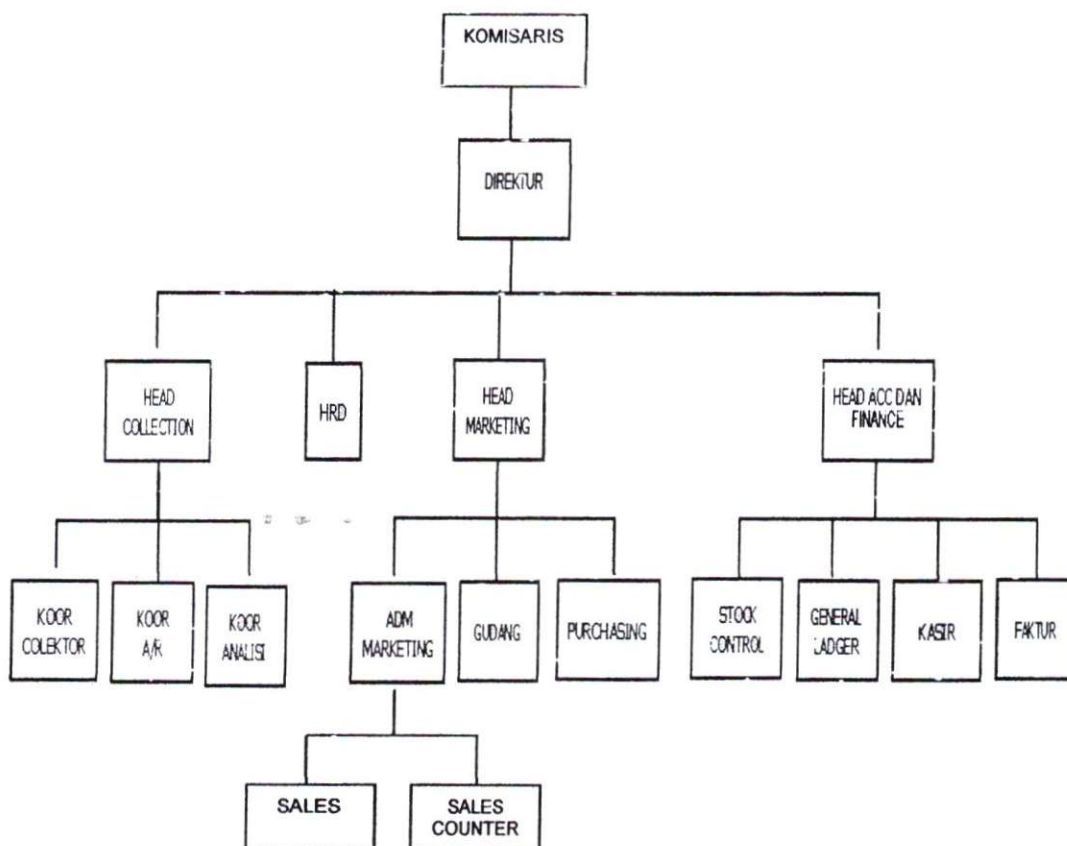 KOMISARIS
DIREKTUR
HEAD
COLLECTION
HRD
HEAD
MARKETING
HEAD ACC DAN
FINANCE
KOOR
COLEKTOR
KOOR
A/R
KOOR
ANALISI
ADM
MARKETING
GUDANG
PURCHASING
STOCK
CONTROL
GENERAL
LADGER
KASIR
FAKTUR
SALES
SALES
COUNTER